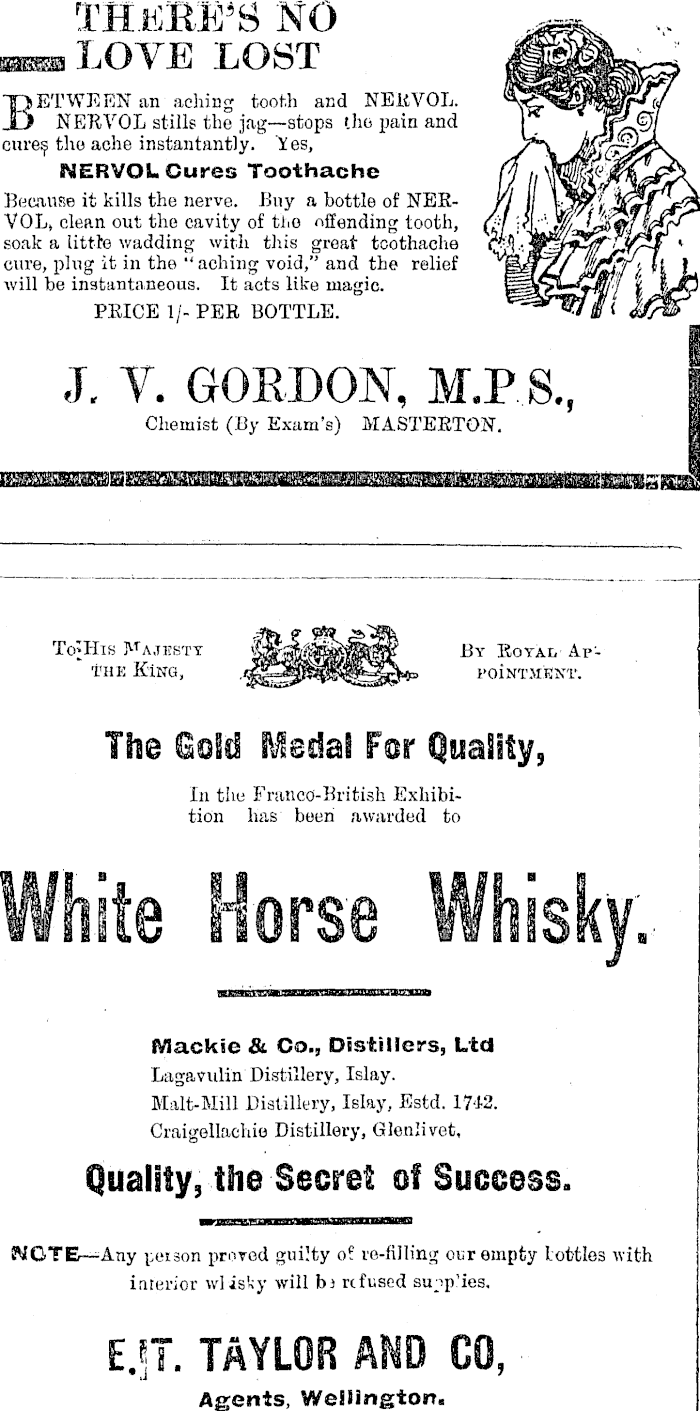 THERE'S NO
LOVE LOST
BETWEEN an aching tooth and NERVOL.
NERVOL stills the jag—stops the pain and
cures the ache instantantly. Yes,
NERVOL Cures Toothache
Because it kills the nerve. Buy a bottle of NER-
VOL, clean out the cavity of the offending tooth,
soak a little wadding with this great toothache
cure, plug it in the "aching void," and the relief
will be instantaneous. It acts like magic.
PRICE 1/- PER BOTTLE.
J. V. GORDON, M.P.S.,
Chemist (By Exam's) MASTERTON.
To His Majesty
the King,
By Royal Ap-
pointment.
The Gold Medal For Quality,
In the Franco-British Exhibi-
tion has been awarded to
White Horse Whisky.
Mackie & Co., Distillers, Ltd
Lagavulin Distillery, Islay.
Malt-Mill Distillery, Islay, Estd. 1742.
Craigellachie Distillery, Glenlivet,
Quality, the Secret of Success.
NOTE—Any person proved guilty of re-filling our empty bottles with
interior whisky will be refused supplies.
E. T. TAYLOR AND CO,
Agents, Wellington.